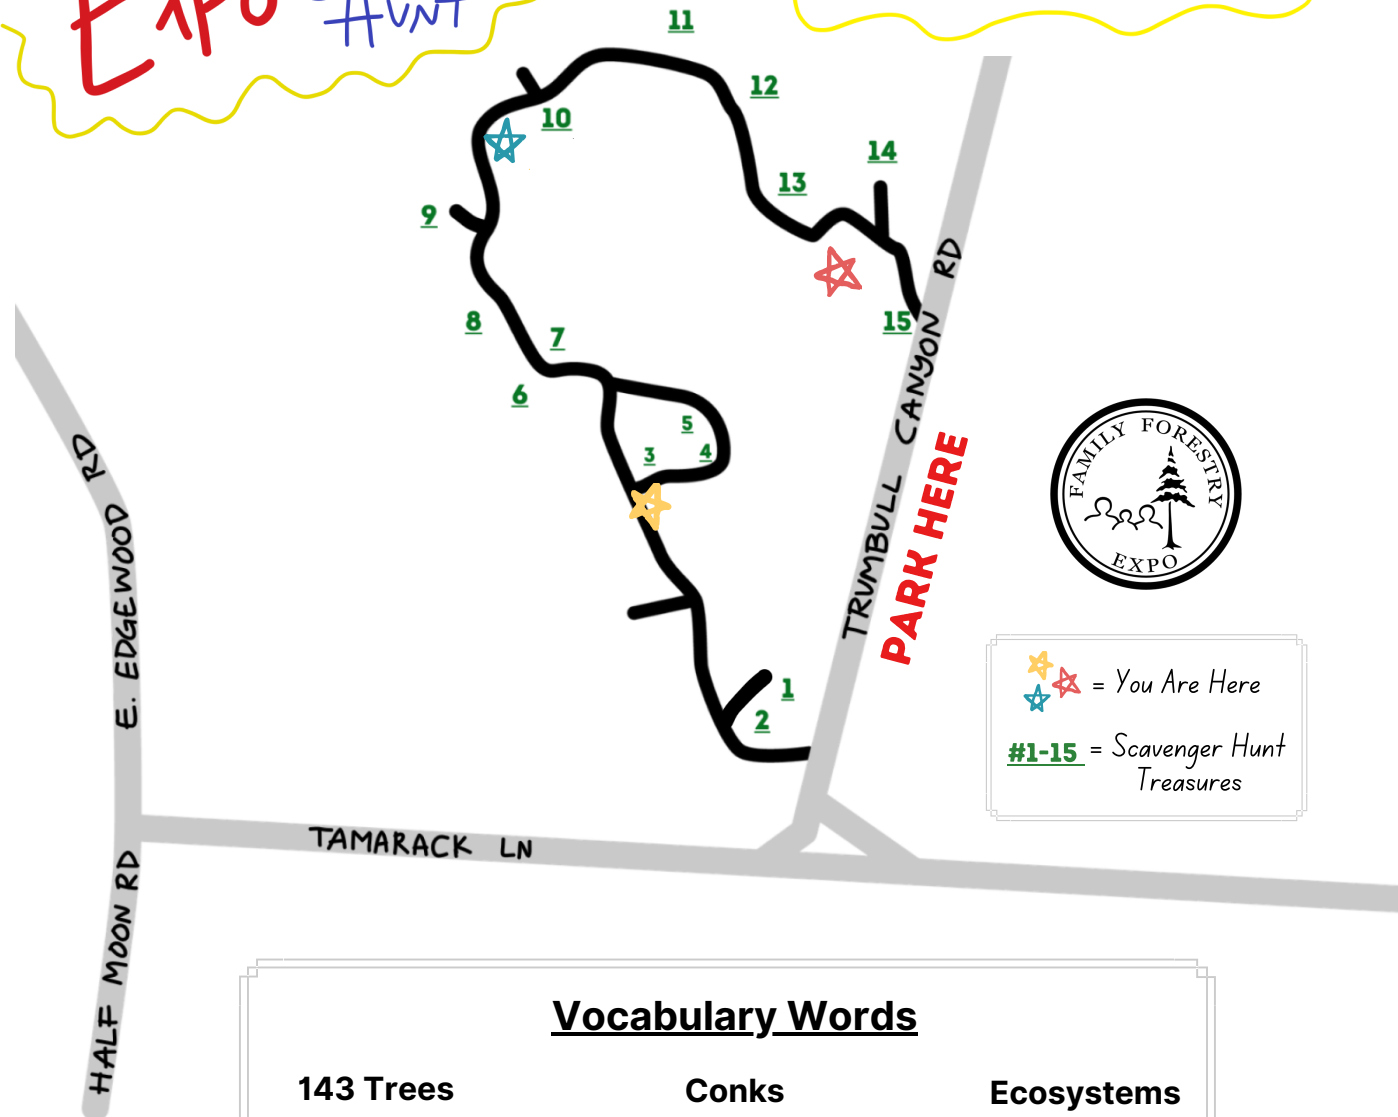 EXPO
HUNT
11
12
10
14
13
9
15
8
7
6
5
4
3
1
2
TRUMBULL CANYON RD
PARK HERE
E. EDGEWOOD RD
HALF MOON RD
TAMARACK LN
FAMILY FORESTRY
EXPO
= You Are Here
#1-15 = Scavenger Hunt
Treasures
Vocabulary Words
143 Trees Conks Ecosystems